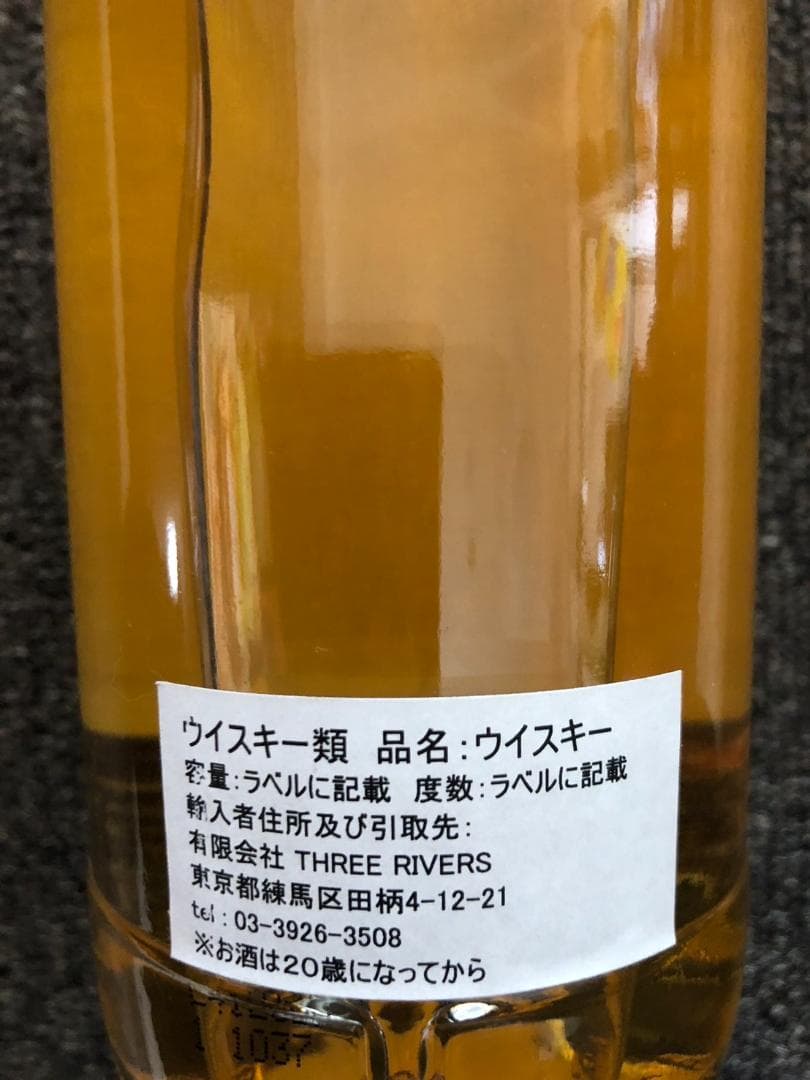 ウイスキー類 品名:ウイスキー
容量:ラベルに記載 度数:ラベルに記載
輸入者住所及び引取先:
有限会社 THREE RIVERS
東京都練馬区田柄4-12-21
tel:03-3926-3508
※お酒は20歳になってから
1 1037